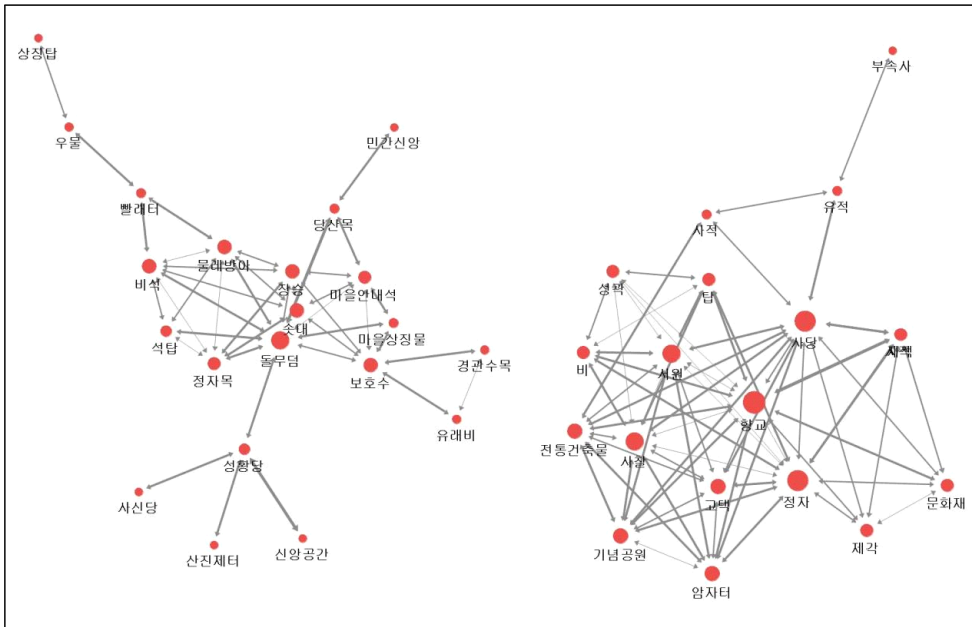 상징탑
부속사
우물
민간신앙
빨래터
유적
당산목
사적
물레방아
비석
장승
마을안내석
성곽
탑
솟대
사당
석탑
돌무덤
마을상징물
정자목
보호수
경관수목
비
서원
향교
유래비
전통건축물
사찰
성황당
고택
정자
문화재
사신당
산진제터
신앙공간
기념공원
제각
암자터